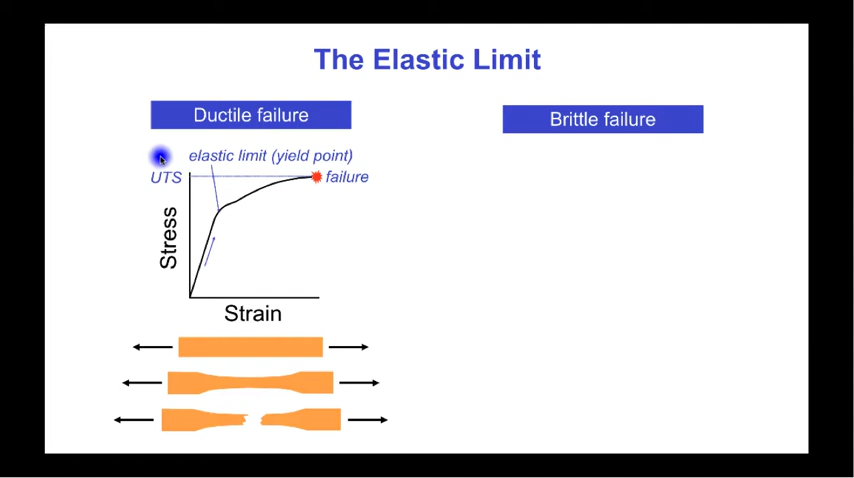 The Elastic Limit
Ductile failure
Brittle failure
elastic limit (yield point)
UTS
failure
Stress
Strain